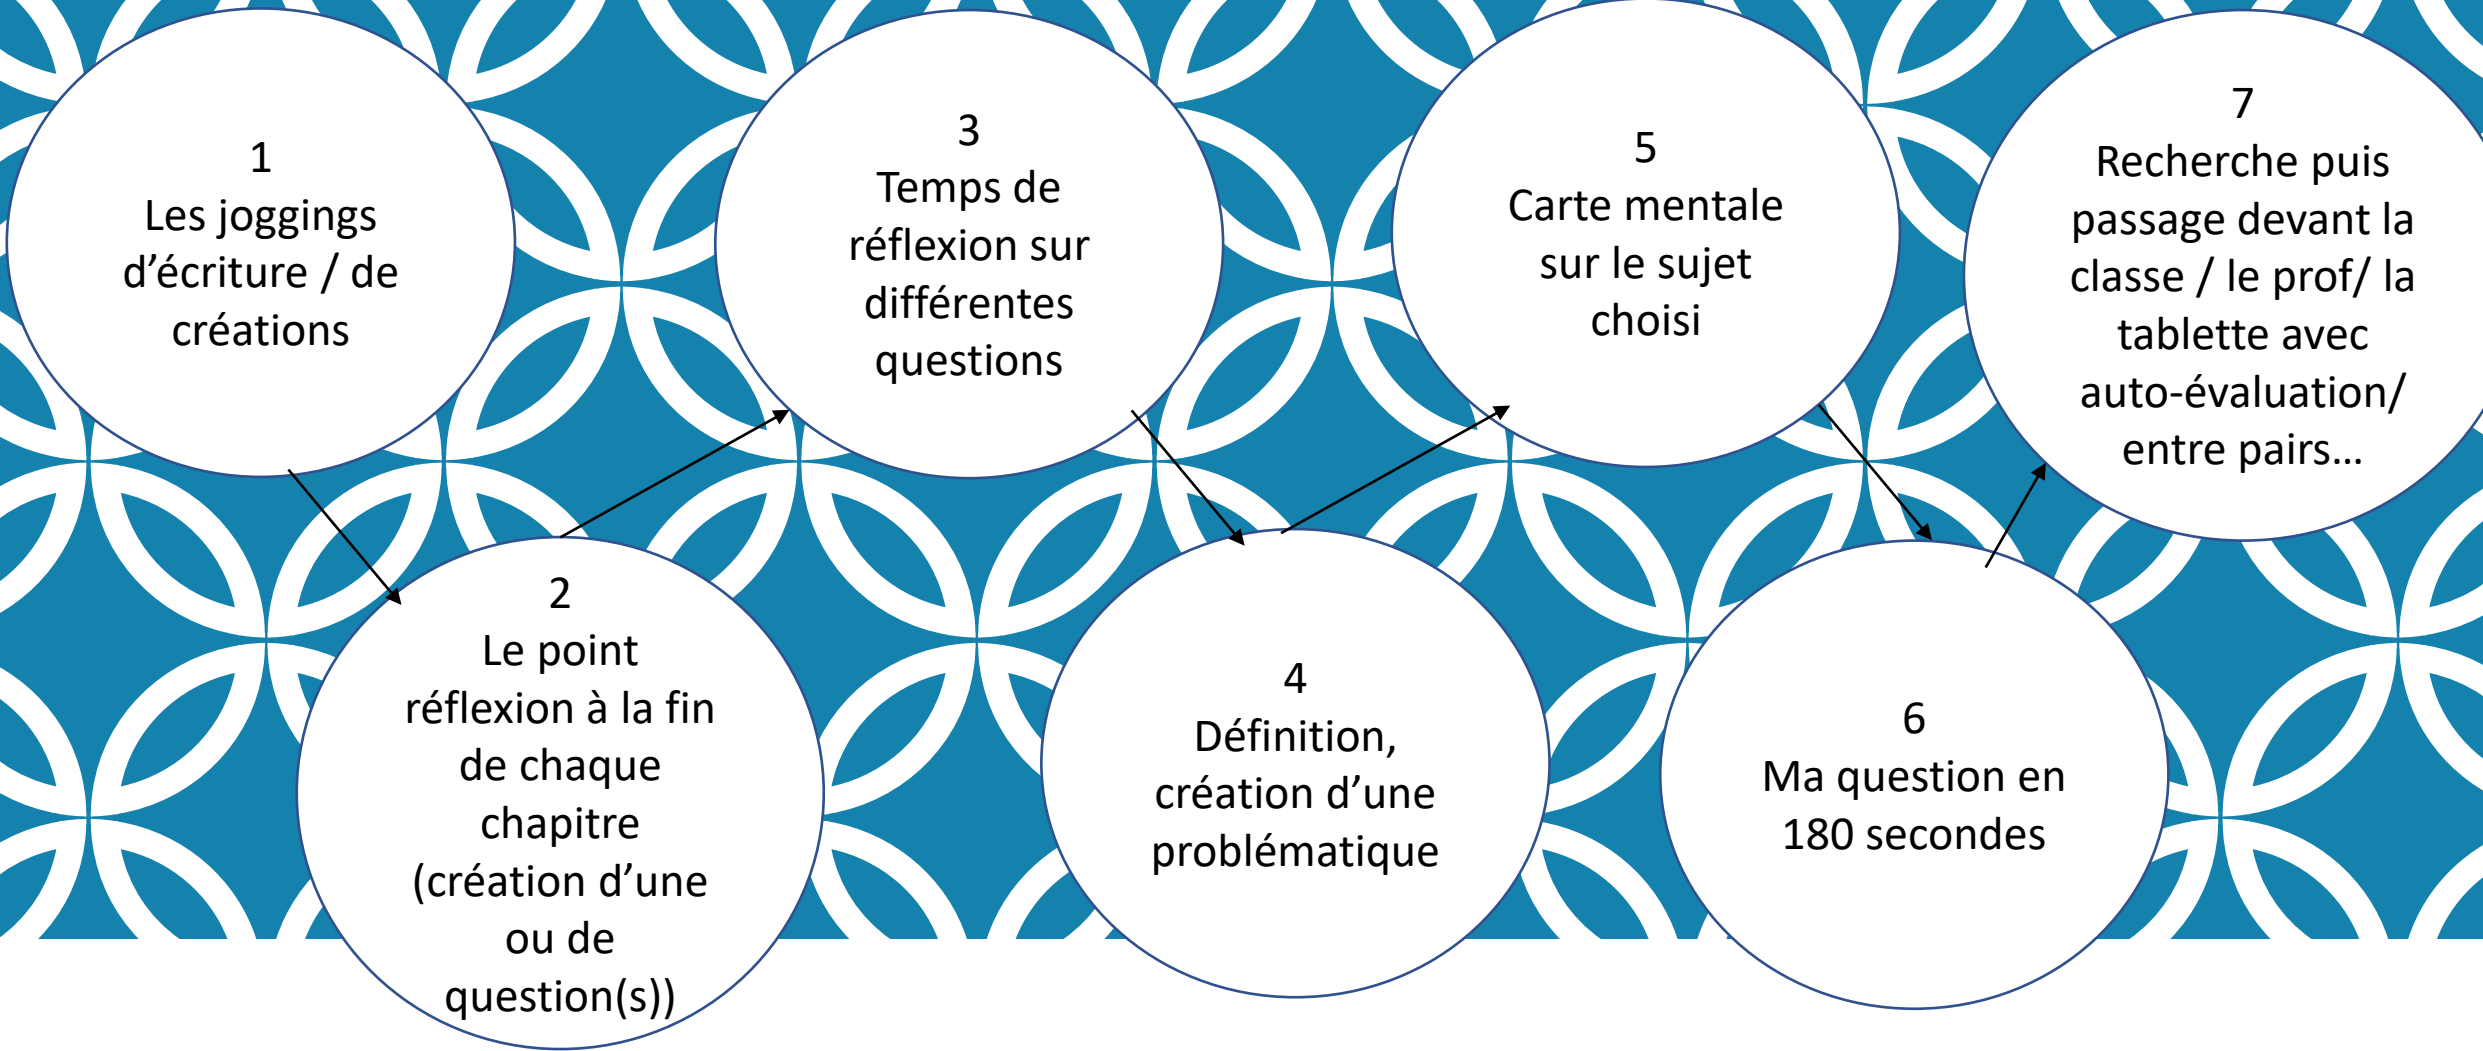 1
Les joggings
d’écriture / de
créations
2
Le point
réflexion à la fin
de chaque
chapitre
(création d’une
ou de
question(s))
3
Temps de
réflexion sur
différentes
questions
4
Définition,
création d’une
problématique
5
Carte mentale
sur le sujet
choisi
6
Ma question en
180 secondes
7
Recherche puis
passage devant la
classe / le prof/ la
tablette avec
auto-évaluation/
entre pairs…